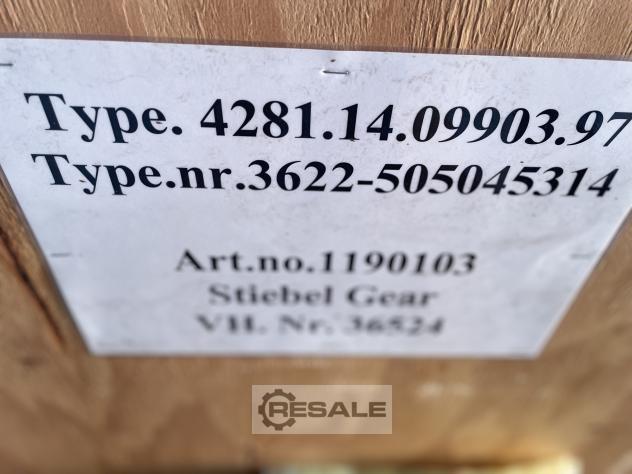 Type. 4281.14.09903.97
Type.nr.3622-505045314
Art.no.1190103
Stiebel Gear
VH. Nr. 36524
RESALE